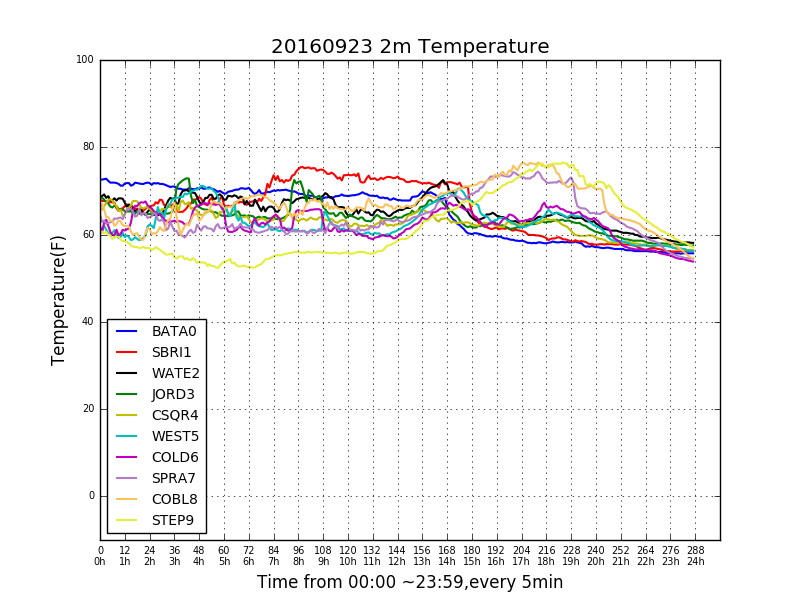 20160923 2m Temperature
100
80
60
40
20
0
Temperature(F)
BATA0
SBRI1
WATE2
JORD3
CSQR4
WEST5
COLD6
SPRA7
COBL8
STEP9
0 12 24 36 48 60 72 84 96 108 120 132 144 156 168 180 192 204 216 228 240 252 264 276 288
0h 1h 2h 3h 4h 5h 6h 7h 8h 9h 10h 11h 12h 13h 14h 15h 16h 17h 18h 19h 20h 21h 22h 23h 24h
Time from 00:00 ~23:59,every 5min